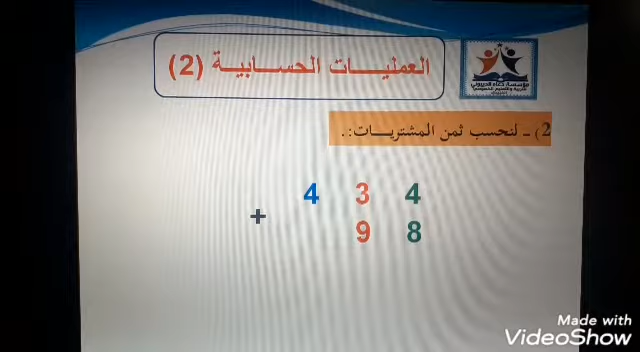 العمليات الحسابية (2)
2) ـ لنحسب ثمن المشتريات:.
4 3 4
+
9 8
Made with
VideoShow